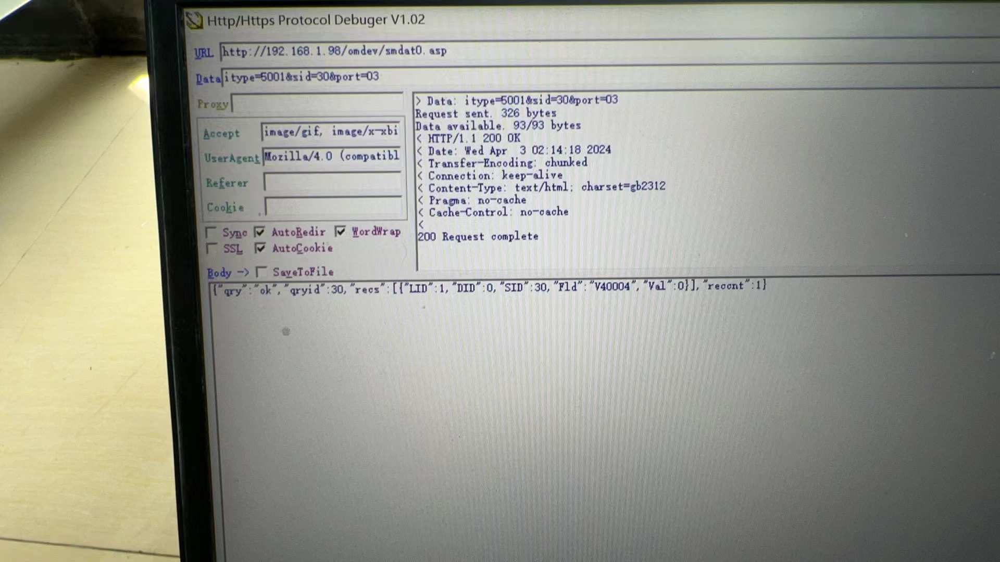 Http/Https Protocol Debuger V1.02
URL http://192.168.1.98/omdev/smdat0.asp
Data itype=5001&sid=30&port=03
Proxy
Accept image/gif, image/x-xbi
UserAgent Mozilla/4.0 (compatibl
Referer
Cookie
Sync AutoRedir WordWrap
SSL AutoCookie
> Data: itype=5001&sid=30&port=03
Request sent. 326 bytes
Data available. 93/93 bytes
< HTTP/1.1 200 OK
< Date: Wed Apr  3 02:14:18 2024
< Transfer-Encoding: chunked
< Connection: keep-alive
< Content-Type: text/html; charset=gb2312
< Pragma: no-cache
< Cache-Control: no-cache
<
200 Request complete
Body -> SaveToFile
{"qry":"ok","qryid":30,"recs":[{"LID":1,"DID":0,"SID":30,"Fld":"V40004","Val":0}],"recont":1}